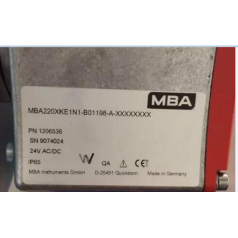 MBA
MBA220XKE1N1-B01198-A-XXXXXXXX
PN 1206536
SN 9074024
24V AC/DC
IP65 QA CE
MBA Instruments GmbH D-25451 Quickborn Made in Germany